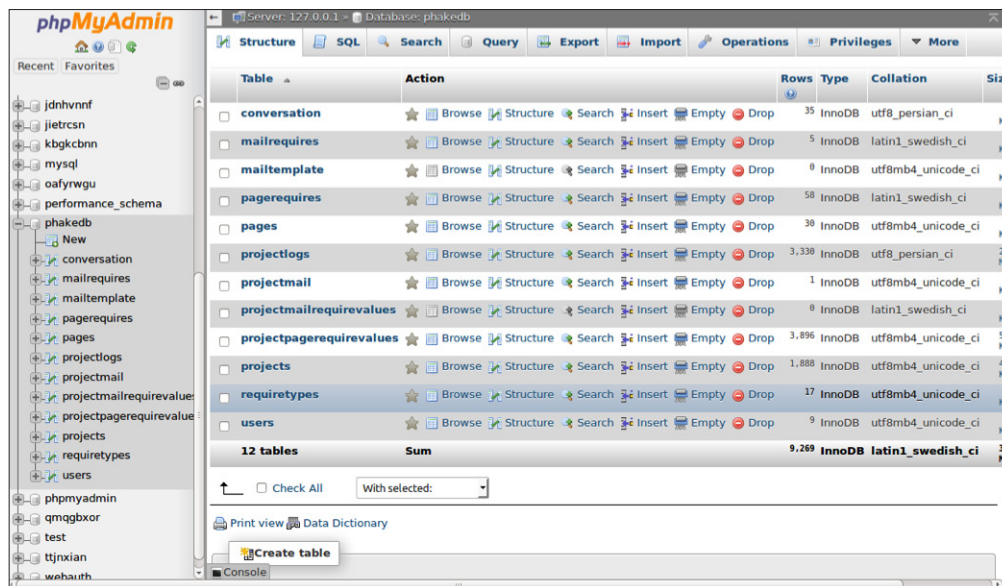 phpMyAdmin
Recent Favorites
jdnhvnnf
jietrcsn
kbgkcbnn
mysql
oafyrwgu
performance_schema
phakedb
New
conversation
mailrequires
mailtemplate
pagerequires
pages
projectlogs
projectmail
projectmailrequirevalues
projectpagerequirevalue
projects
requiretypes
users
phpmyadmin
qmqgbxor
test
ttjnxian
webauth
Server: 127.0.0.1 » Database: phakedb
Structure SQL Search Query Export Import Operations Privileges More
Table Action Rows Type Collation Siz
conversation Browse Structure Search Insert Empty Drop 35 InnoDB utf8_persian_ci
mailrequires Browse Structure Search Insert Empty Drop 5 InnoDB latin1_swedish_ci
mailtemplate Browse Structure Search Insert Empty Drop 0 InnoDB utf8mb4_unicode_ci
pagerequires Browse Structure Search Insert Empty Drop 58 InnoDB latin1_swedish_ci
pages Browse Structure Search Insert Empty Drop 30 InnoDB utf8mb4_unicode_ci
projectlogs Browse Structure Search Insert Empty Drop 3,330 InnoDB utf8_persian_ci
projectmail Browse Structure Search Insert Empty Drop 1 InnoDB utf8mb4_unicode_ci
projectmailrequirevalues Browse Structure Search Insert Empty Drop 0 InnoDB latin1_swedish_ci
projectpagerequirevalues Browse Structure Search Insert Empty Drop 3,896 InnoDB utf8mb4_unicode_ci
projects Browse Structure Search Insert Empty Drop 1,888 InnoDB utf8mb4_unicode_ci
requiretypes Browse Structure Search Insert Empty Drop 17 InnoDB utf8mb4_unicode_ci
users Browse Structure Search Insert Empty Drop 9 InnoDB utf8mb4_unicode_ci
12 tables Sum 9,269 InnoDB latin1_swedish_ci
Check All With selected:
Print view Data Dictionary
Create table
Console